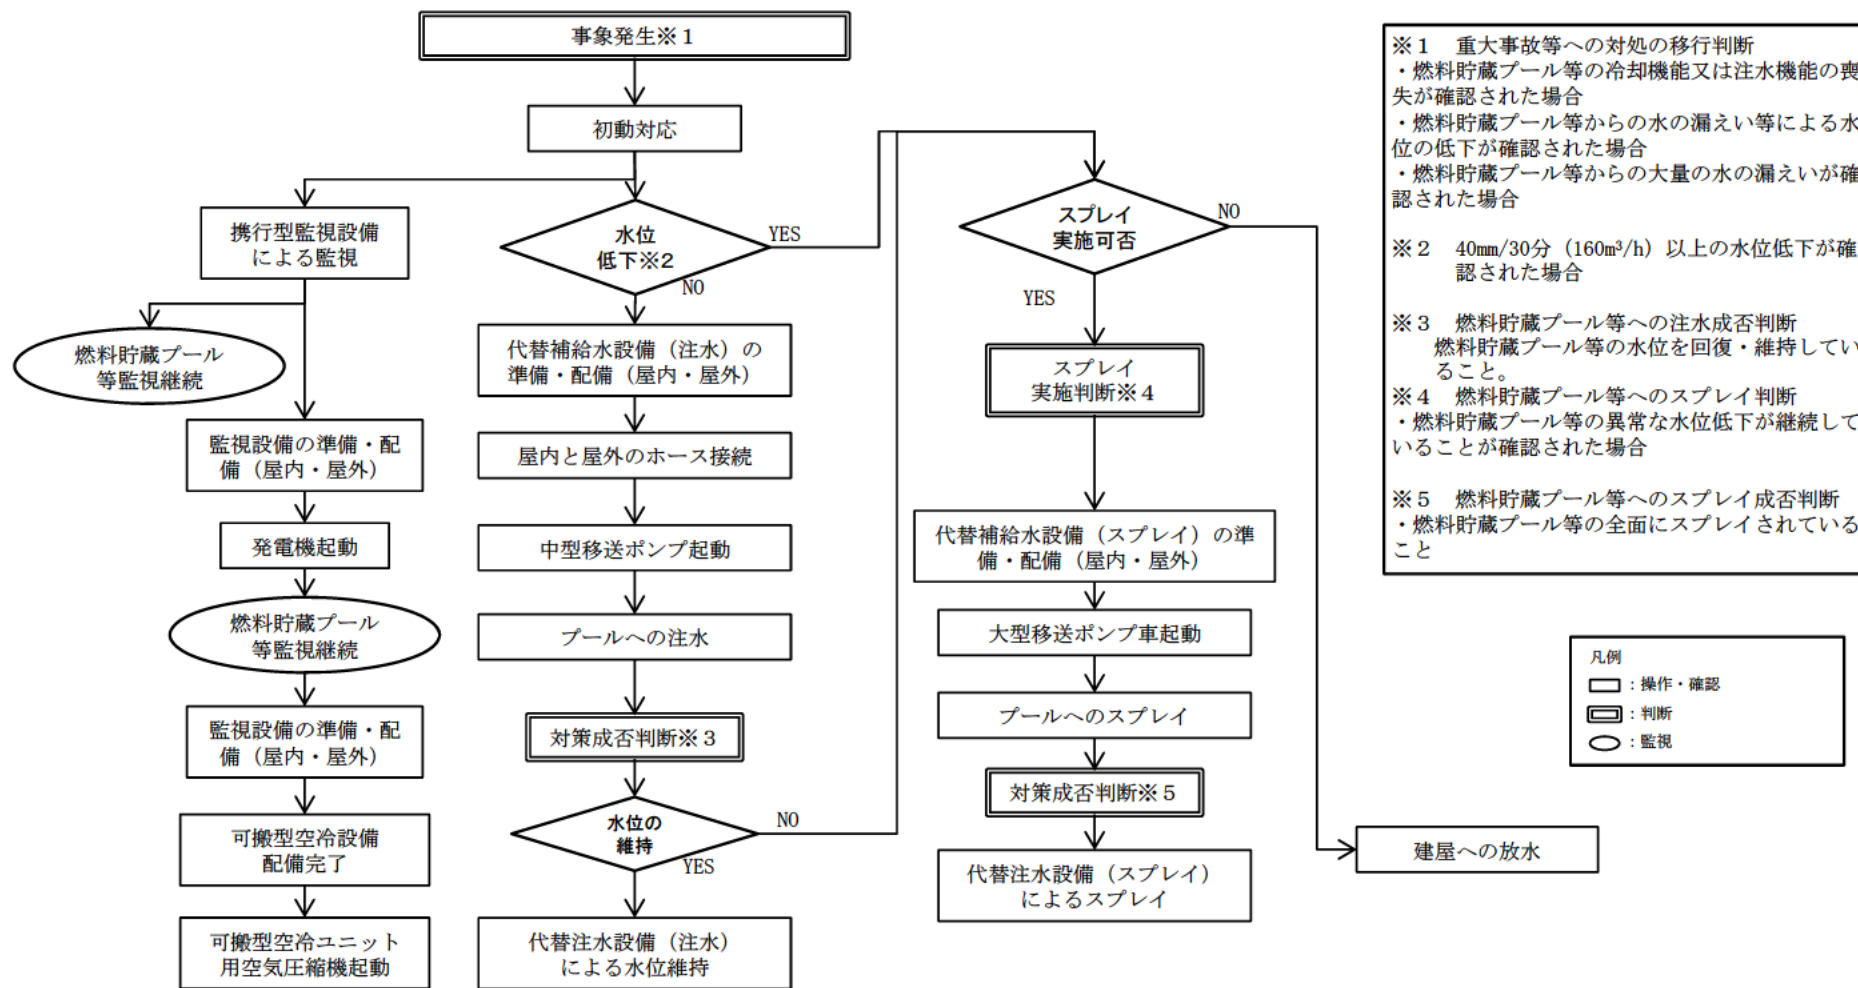 事象発生※１
初動対応
携行型監視設備
による監視
燃料貯蔵プール
等監視継続
監視設備の準備・配
備（屋内・屋外）
発電機起動
燃料貯蔵プール
等監視継続
監視設備の準備・配
備（屋内・屋外）
可搬型空冷設備
配備完了
可搬型空冷ユニット
用空気圧縮機起動
水位
低下※2
YES
NO
代替補給水設備（注水）の
準備・配備（屋内・屋外）
屋内と屋外のホース接続
中型移送ポンプ起動
プールへの注水
対策成否判断※３
水位の
維持
NO
YES
代替注水設備（注水）
による水位維持
スプレイ
実施可否
NO
YES
スプレイ
実施判断※４
代替補給水設備（スプレイ）の準
備・配備（屋内・屋外）
大型移送ポンプ車起動
プールへのスプレイ
対策成否判断※５
代替注水設備（スプレイ）
によるスプレイ
建屋への放水
※１　重大事故等への対処の移行判断
・燃料貯蔵プール等の冷却機能又は注水機能の喪
失が確認された場合
・燃料貯蔵プール等からの水の漏えい等による水
位の低下が確認された場合
・燃料貯蔵プール等からの大量の水の漏えいが確
認された場合
※２　40mm/30分（160m³/h）以上の水位低下が確
認された場合
※３　燃料貯蔵プール等への注水成否判断
燃料貯蔵プール等の水位を回復・維持してい
ること。
※４　燃料貯蔵プール等へのスプレイ判断
・燃料貯蔵プール等の異常な水位低下が継続して
いることが確認された場合
※５　燃料貯蔵プール等へのスプレイ成否判断
・燃料貯蔵プール等の全面にスプレイされている
こと
凡例
：操作・確認
：判断
：監視